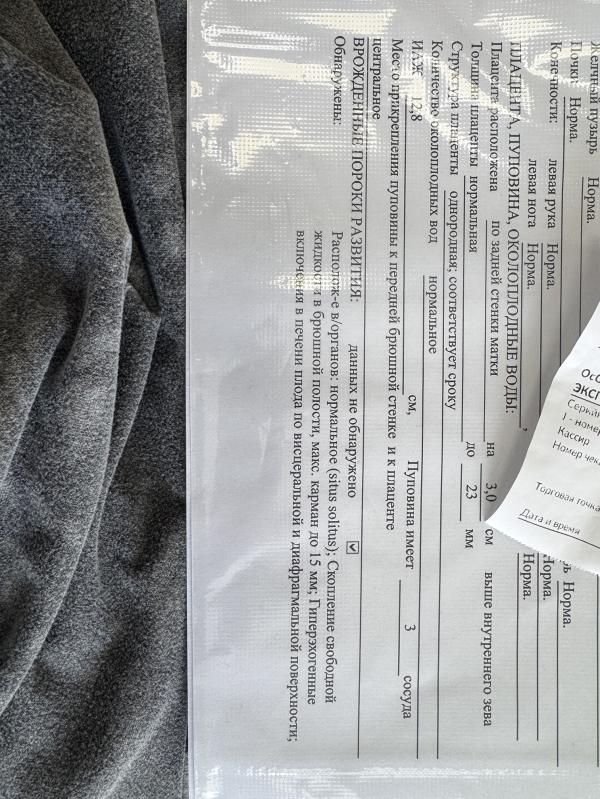 Желчный пузырь Норма.
Почки Норма. Норма.
Конечности: левая рука Норма. Норма.
левая нога Норма. Норма.
ПЛАЦЕНТА, ПУПОВИНА, ОКОЛОПЛОДНЫЕ ВОДЫ:
Плацента расположена по задней стенки матки на 3,0 см выше внутреннего зева
Толщина плаценты нормальная до 23 мм
Структура плаценты однородная; соответствует сроку
Количество околоплодных вод нормальное
ИАЖ 12,8 см, Пуповина имеет 3 сосуда
Место прикрепления пуповины к передней брюшной стенке и к плаценте
центральное
ВРОЖДЕННЫЕ ПОРОКИ РАЗВИТИЯ: данных не обнаружено
Обнаружены: Располож-е в/органов: нормальное (situs solitus); Скопление свободной
жидкости в брюшной полости, макс. карман до 15 мм; Гиперэхогенные
включения в печени плода по висцеральной и диафрагмальной поверхности;
Серий
номер
Кассир
Номер чека
Торговая точка
Дата и время